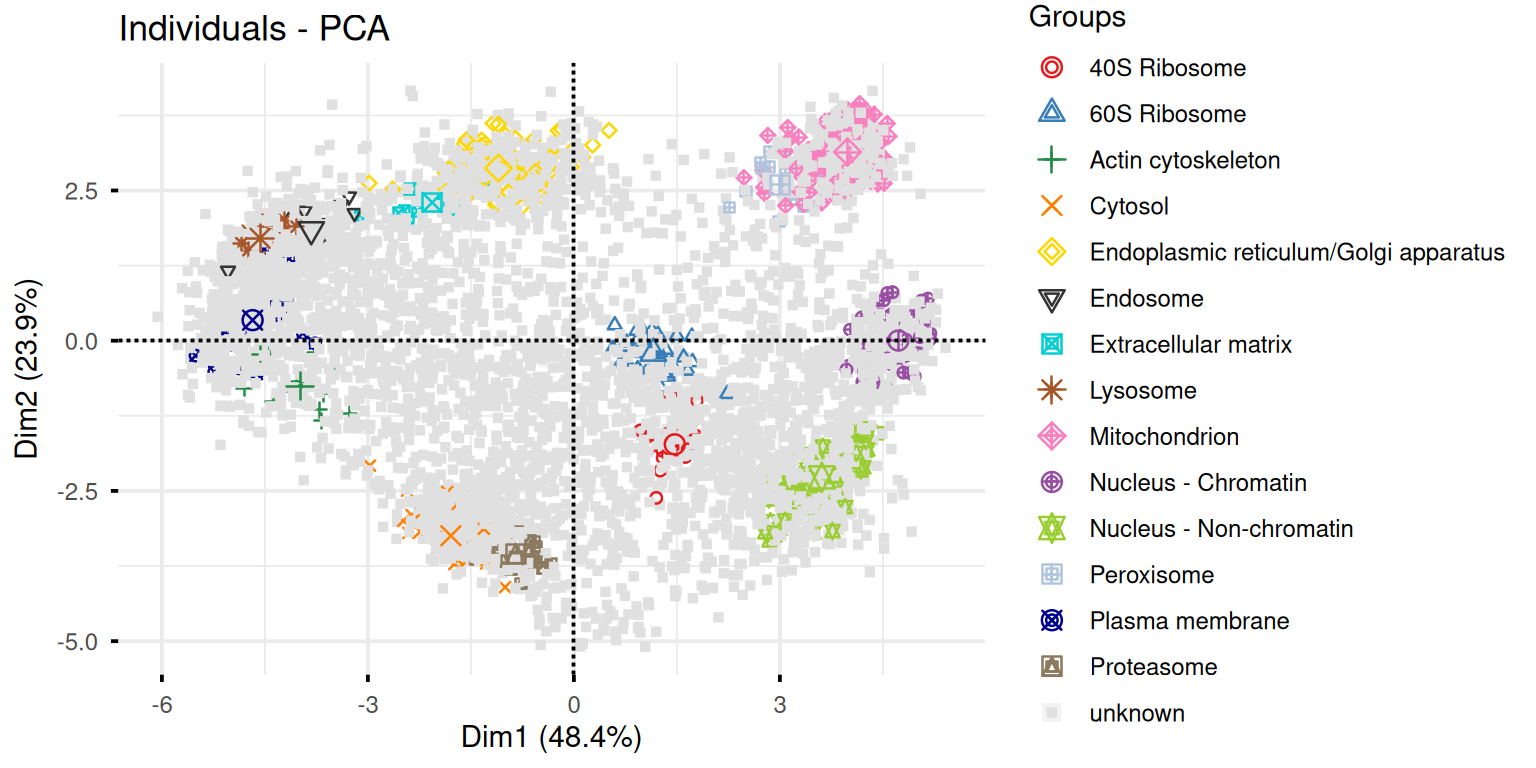 Individuals - PCA
Groups
40S Ribosome
60S Ribosome
Actin cytoskeleton
Cytosol
Endoplasmic reticulum/Golgi apparatus
Endosome
Extracellular matrix
Lysosome
Mitochondrion
Nucleus - Chromatin
Nucleus - Non-chromatin
Peroxisome
Plasma membrane
Proteasome
unknown
Dim2 (23.9%)
2.5
0.0
-2.5
-5.0
-6 -3 0 3
Dim1 (48.4%)